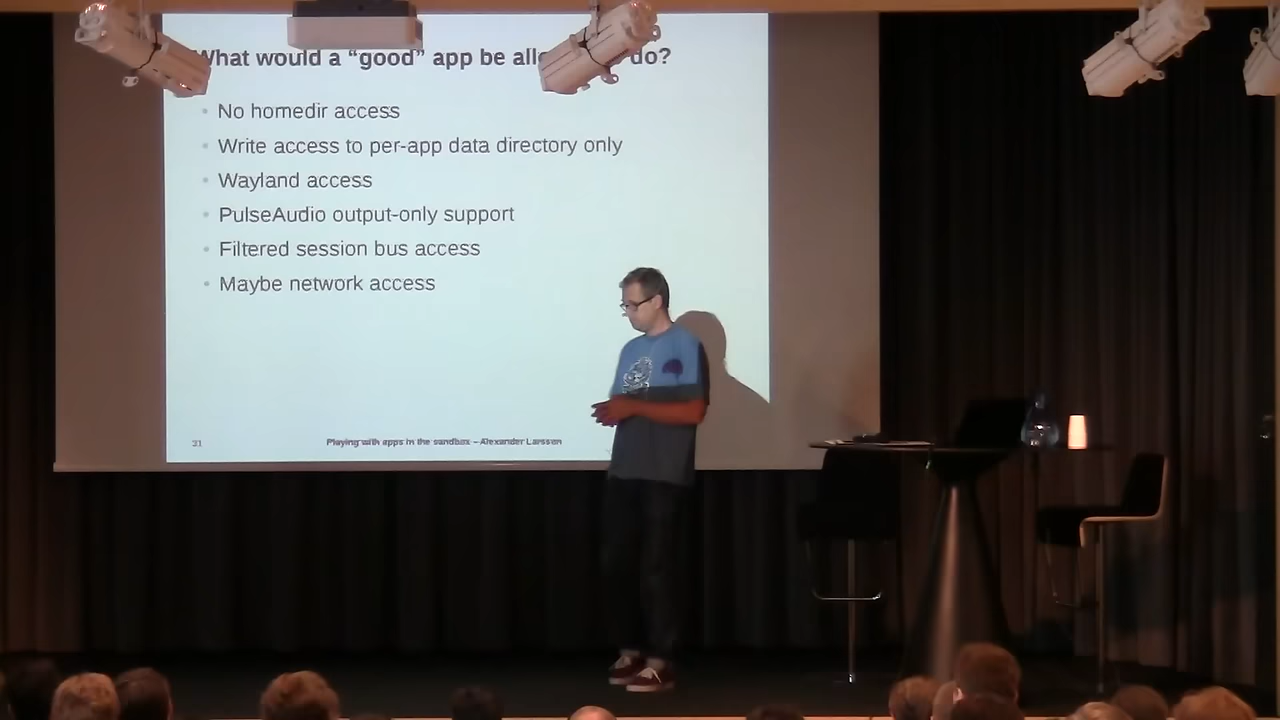 What would a “good” app be all do?
No homedir access
Write access to per-app data directory only
Wayland access
PulseAudio output-only support
Filtered session bus access
Maybe network access
31
Playing with apps in the sandbox – Alexander Larsson